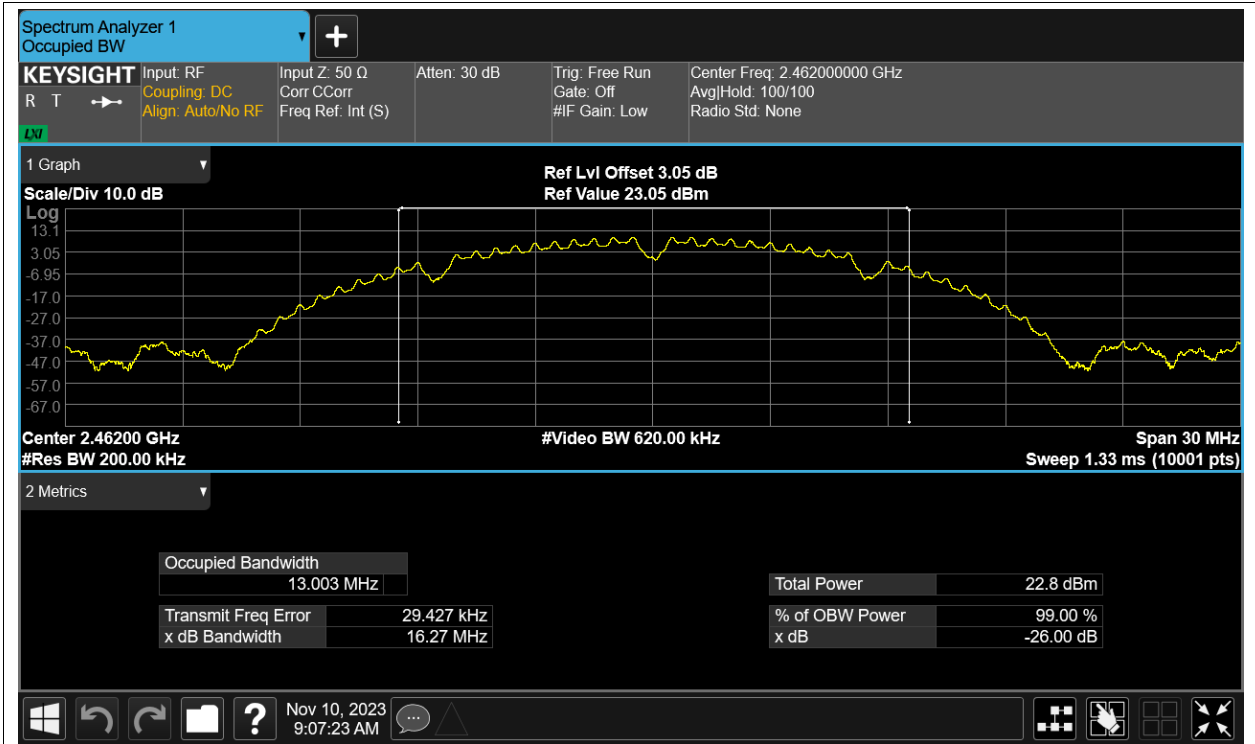 Spectrum Analyzer 1
Occupied BW
KEYSIGHT
R T
LXI
Input: RF
Coupling: DC
Align: Auto/No RF
Input Z: 50 Ω
Corr CCorr
Freq Ref: Int (S)
Atten: 30 dB
Trig: Free Run
Gate: Off
#IF Gain: Low
Center Freq: 2.462000000 GHz
Avg|Hold: 100/100
Radio Std: None
1 Graph
Scale/Div 10.0 dB
Ref Lvl Offset 3.05 dB
Ref Value 23.05 dBm
Log
13.1
3.05
-6.95
-17.0
-27.0
-37.0
-47.0
-57.0
-67.0
Center 2.46200 GHz
#Res BW 200.00 kHz
#Video BW 620.00 kHz
Span 30 MHz
Sweep 1.33 ms (10001 pts)
2 Metrics
Occupied Bandwidth
13.003 MHz
Transmit Freq Error 29.427 kHz
x dB Bandwidth 16.27 MHz
Total Power 22.8 dBm
% of OBW Power 99.00 %
x dB -26.00 dB
?
Nov 10, 2023
9:07:23 AM